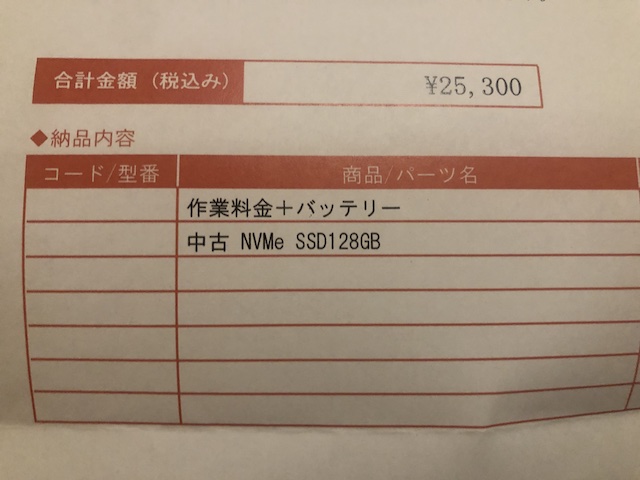 合計金額（税込み） ¥25,300
◆納品内容
コード/型番 商品/パーツ名
作業料金＋バッテリー
中古 NVMe SSD128GB